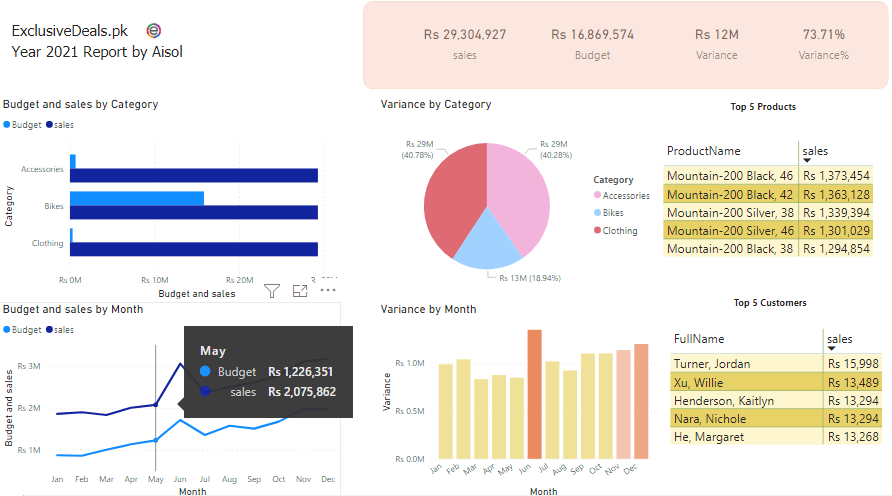 ExclusiveDeals.pk
Year 2021 Report by Aisol
Rs 29,304,927
sales
Rs 16,869,574
Budget
Rs 12M
Variance
73.71%
Variance%
Budget and sales by Category
Budget sales
Category
Accessories
Bikes
Clothing
Rs 0M Rs 10M Rs 20M
Budget and sales
Variance by Category
Rs 29M
(40.78%)
Rs 29M
(40.28%)
Rs 13M (18.94%)
Category
Accessories
Bikes
Clothing
Top 5 Products
ProductName sales
Mountain-200 Black, 46 Rs 1,373,454
Mountain-200 Black, 42 Rs 1,363,128
Mountain-200 Silver, 38 Rs 1,339,394
Mountain-200 Silver, 46 Rs 1,301,029
Mountain-200 Black, 38 Rs 1,294,854
Budget and sales by Month
Budget sales
Budget and sales
Rs 3M
Rs 2M
Rs 1M
May
Budget Rs 1,226,351
sales Rs 2,075,862
Jan Feb Mar Apr May Jun Jul Aug Sep Oct Nov Dec
Month
Variance by Month
Variance
Rs 1.0M
Rs 0.5M
Rs 0.0M
Jan Feb Mar Apr May Jun Jul Aug Sep Oct Nov Dec
Month
Top 5 Customers
FullName sales
Turner, Jordan Rs 15,998
Xu, Willie Rs 13,489
Henderson, Kaitlyn Rs 13,294
Nara, Nichole Rs 13,294
He, Margaret Rs 13,268